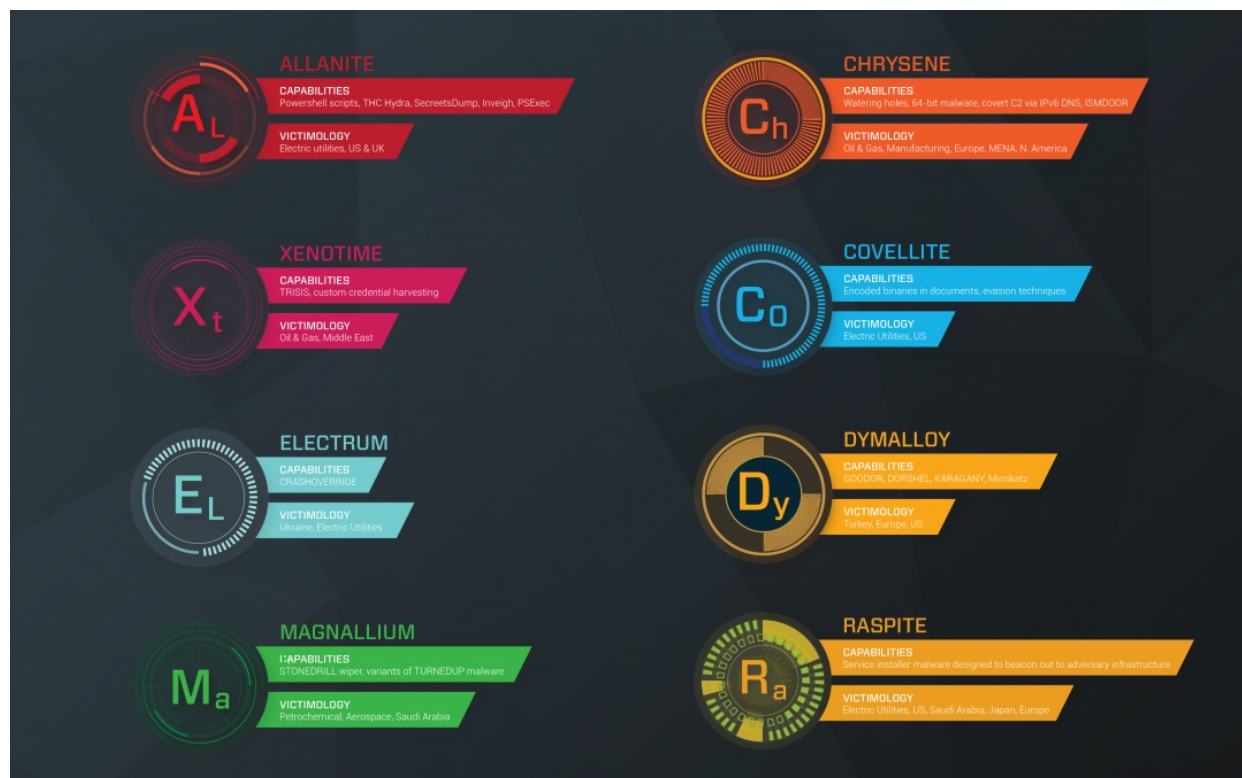 AL
ALLANITE
CAPABILITIES
Powershell scripts, THC Hydra, SecreetsDump, Inveigh, PSExec
VICTIMOLOGY
Electric utilities, US & UK
Ch
CHRYSENE
CAPABILITIES
Watering holes, 64-bit malware, covert C2 via IPv6 DNS, ISMDOOR
VICTIMOLOGY
Oil & Gas, Manufacturing, Europe, MENA, N. America
Xt
XENOTIME
CAPABILITIES
TRISIS, custom credential harvesting
VICTIMOLOGY
Oil & Gas, Middle East
Co
COVELLITE
CAPABILITIES
Encoded binaries in documents, evasion techniques
VICTIMOLOGY
Electric Utilities, US
EL
ELECTRUM
CAPABILITIES
CRASHOVERRIDE
VICTIMOLOGY
Ukraine, Electric Utilities
Dy
DYMALLOY
CAPABILITIES
GOODOR, DORSHEL, KARAGANY, Mimikatz
VICTIMOLOGY
Turkey, Europe, US
Ma
MAGNALLIUM
CAPABILITIES
STONEDRILL wiper, variants of TURNEDUP malware
VICTIMOLOGY
Petrochemical, Aerospace, Saudi Arabia
Ra
RASPITE
CAPABILITIES
Service installer malware designed to beacon out to adversary infrastructure
VICTIMOLOGY
Electric Utilities, US, Saudi Arabia, Japan, Europe